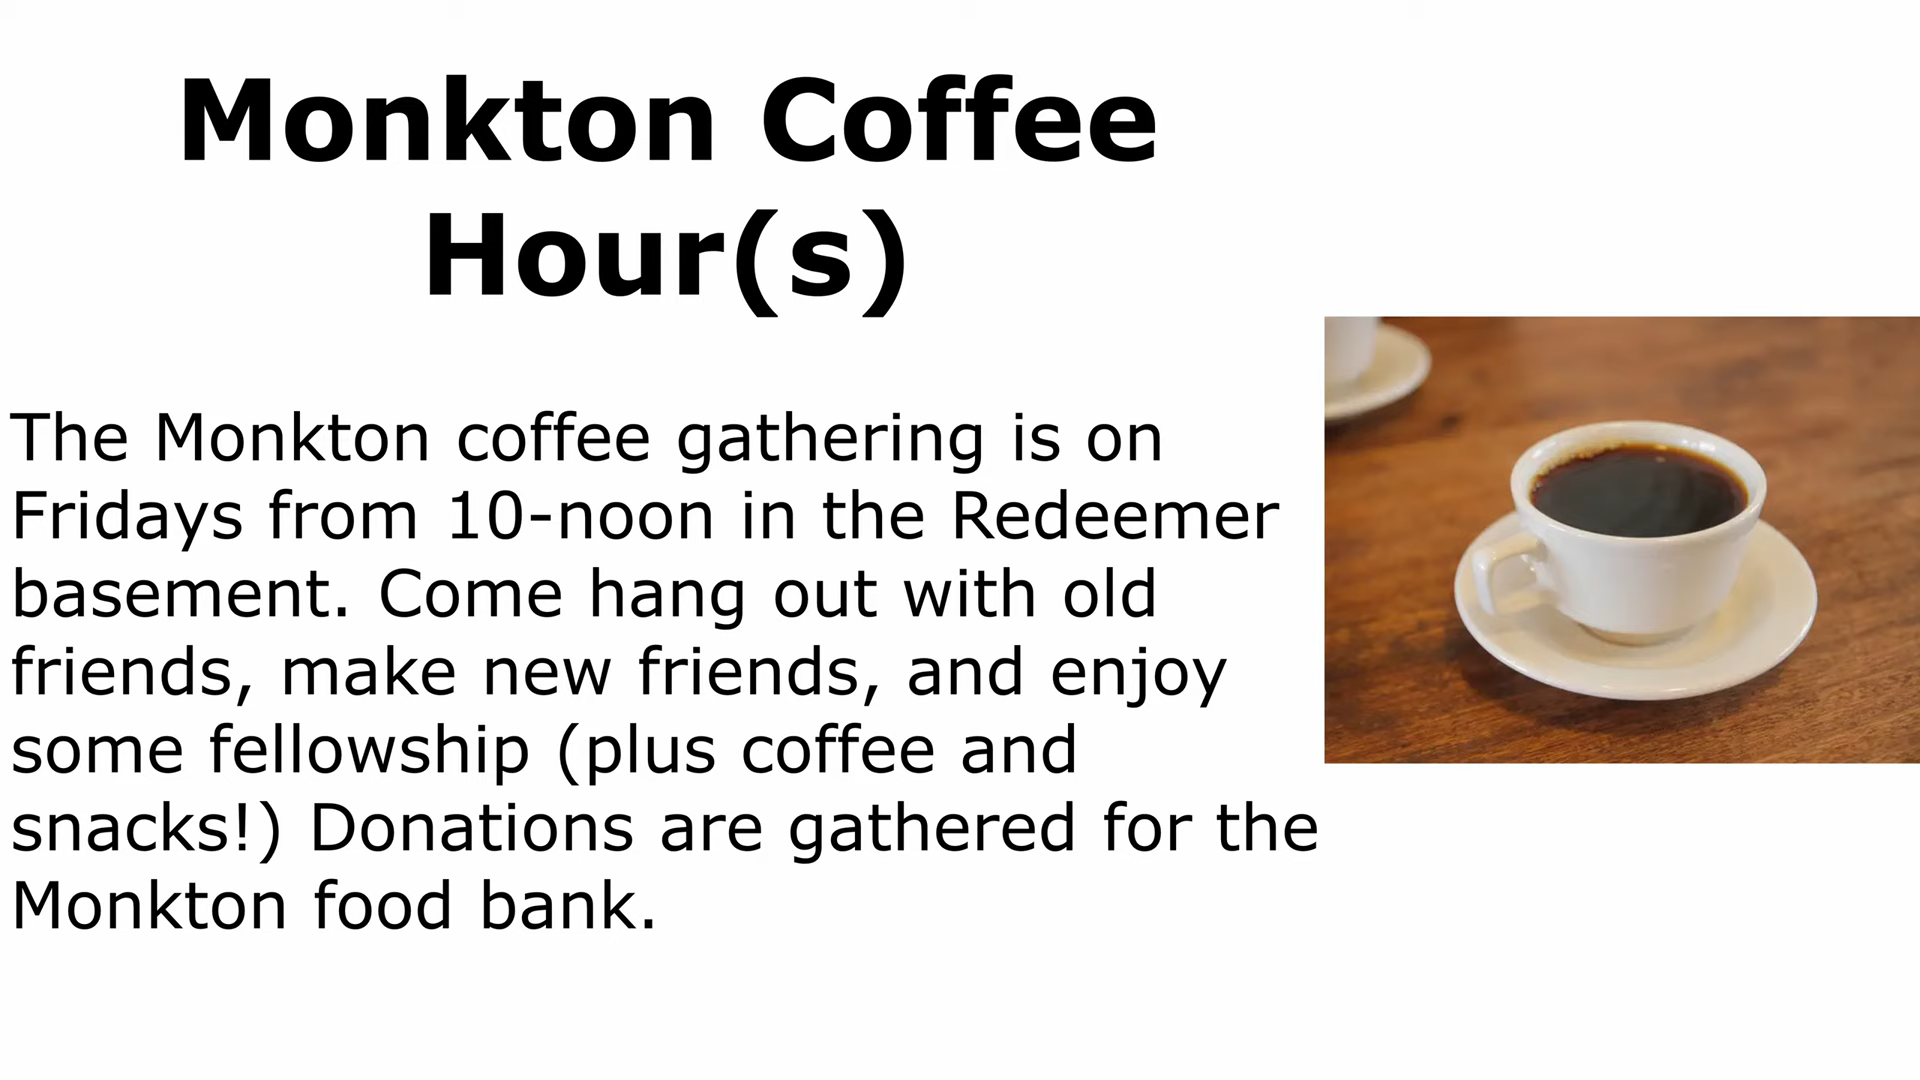 Monkton Coffee
Hour(s)
The Monkton coffee gathering is on
Fridays from 10-noon in the Redeemer
basement. Come hang out with old
friends, make new friends, and enjoy
some fellowship (plus coffee and
snacks!) Donations are gathered for the
Monkton food bank.